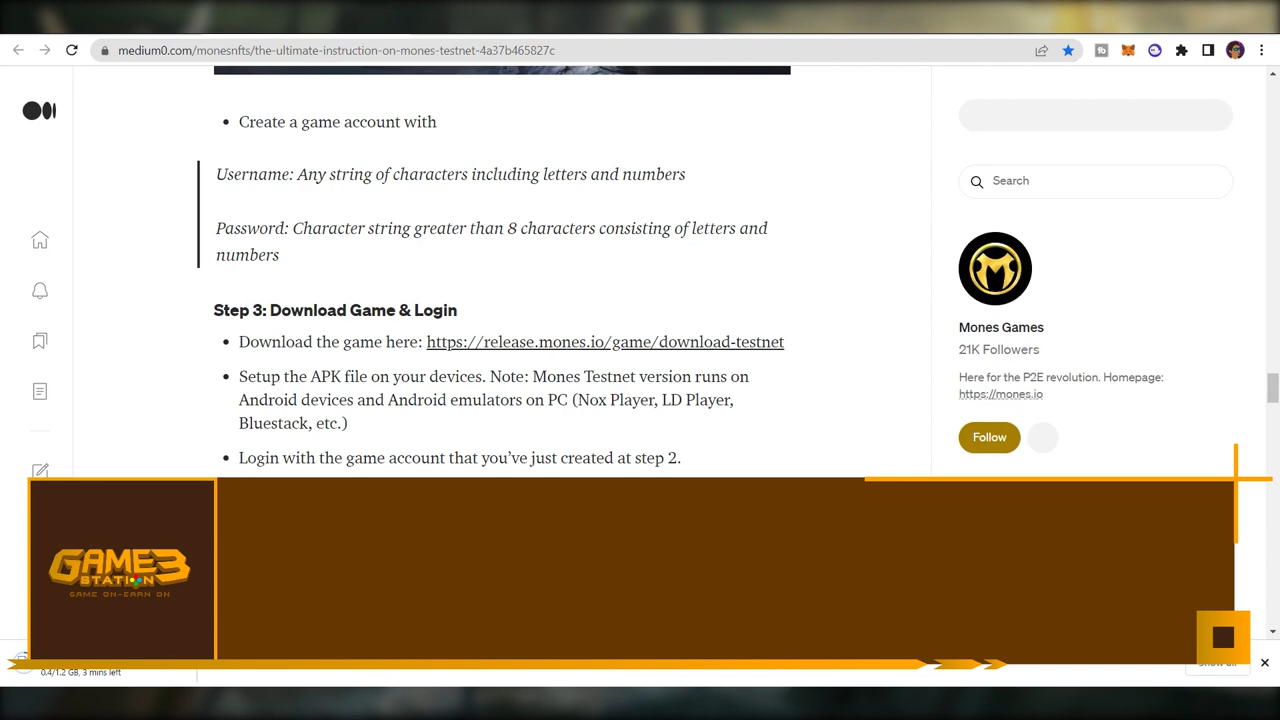 medium0.com/monesnfts/the-ultimate-instruction-on-mones-testnet-4a37b465827c
Create a game account with
Username: Any string of characters including letters and numbers
Password: Character string greater than 8 characters consisting of letters and
numbers
Step 3: Download Game & Login
Download the game here: https://release.mones.io/game/download-testnet
Setup the APK file on your devices. Note: Mones Testnet version runs on
Android devices and Android emulators on PC (Nox Player, LD Player,
Bluestack, etc.)
Login with the game account that you’ve just created at step 2.
Search
Mones Games
21K Followers
Here for the P2E revolution. Homepage:
https://mones.io
Follow
GAME3
STATION
GAME ON-EARN ON
0.4/1.2 GB, 3 mins left